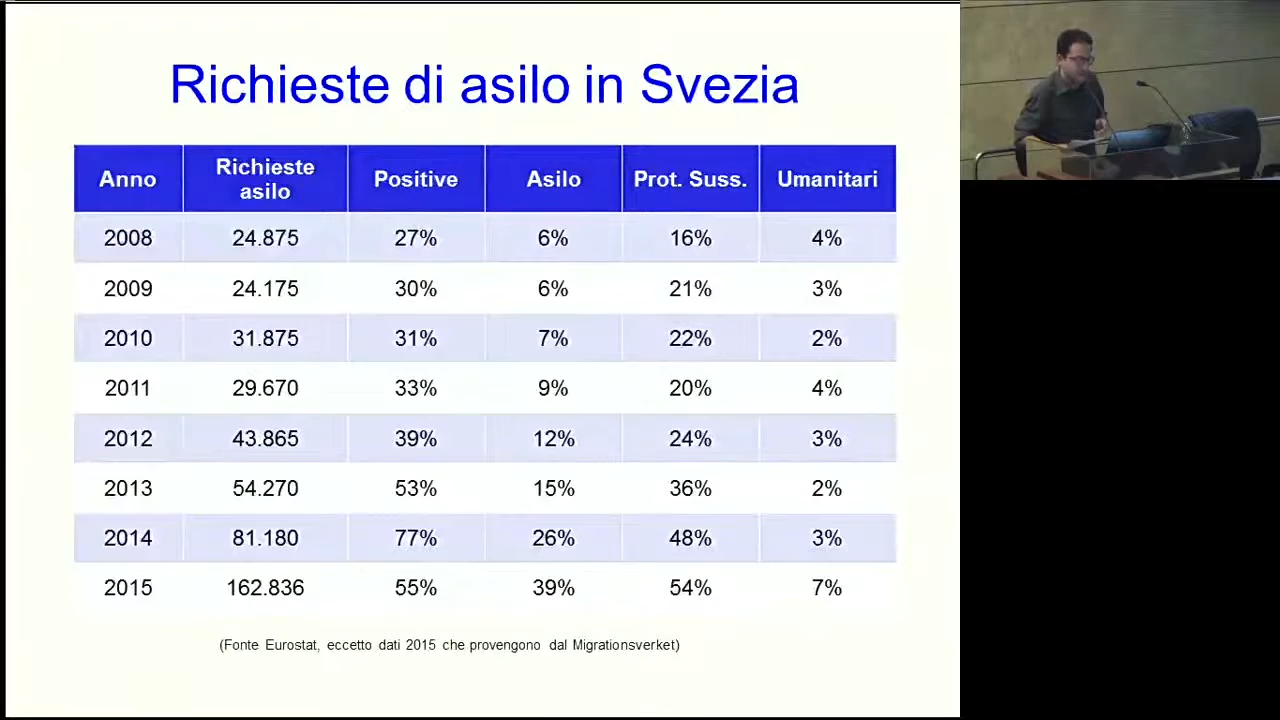 Richieste di asilo in Svezia
Anno Richieste asilo Positive Asilo Prot. Suss. Umanitari
2008 24.875 27% 6% 16% 4%
2009 24.175 30% 6% 21% 3%
2010 31.875 31% 7% 22% 2%
2011 29.670 33% 9% 20% 4%
2012 43.865 39% 12% 24% 3%
2013 54.270 53% 15% 36% 2%
2014 81.180 77% 26% 48% 3%
2015 162.836 55% 39% 54% 7%
(Fonte Eurostat, eccetto dati 2015 che provengono dal Migrationsverket)